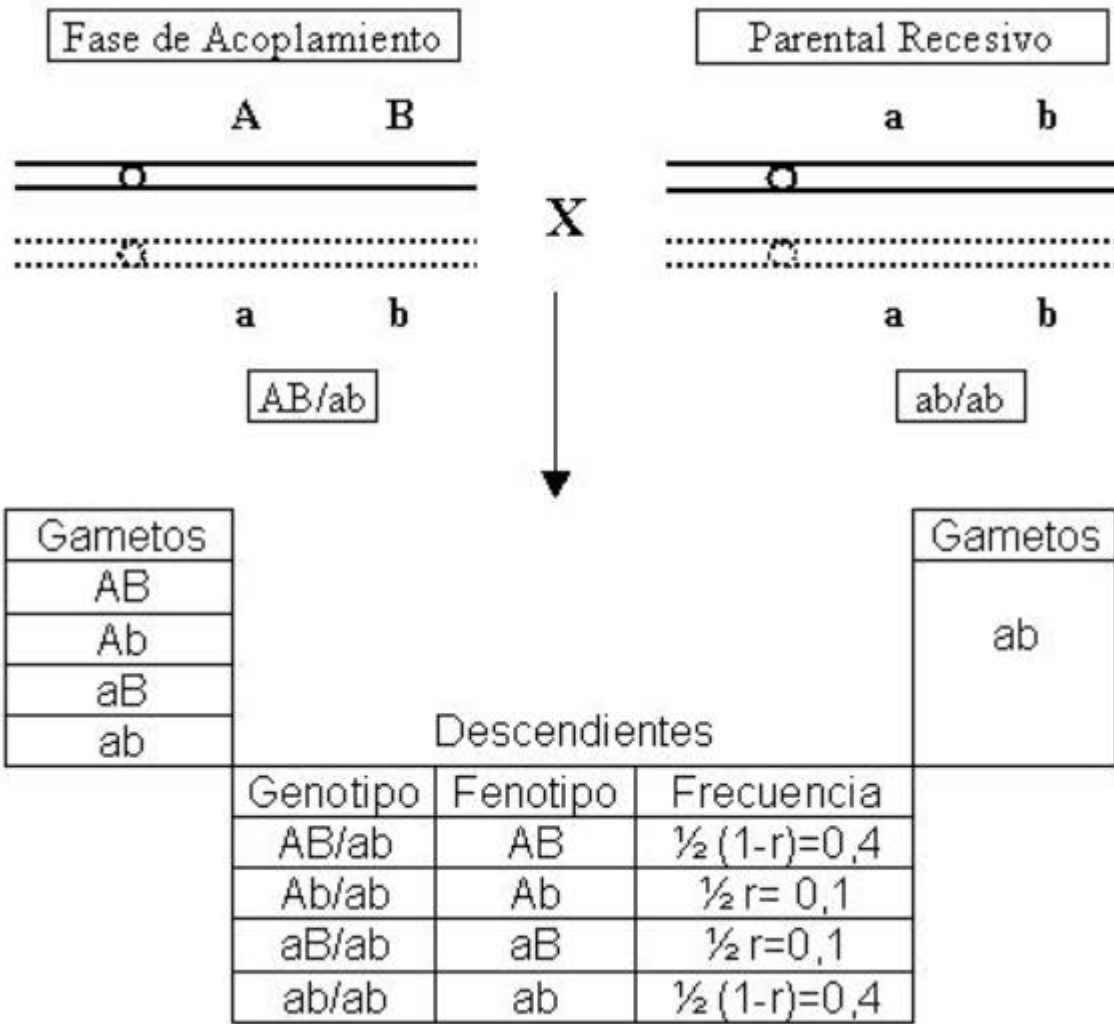 Fase de Acoplamiento
Parental Recesivo
A B
a b
X
a b
a b
AB/ab
ab/ab
Gametos
AB
Ab
aB
ab
Gametos
ab
Descendientes
Genotipo Fenotipo Frecuencia
AB/ab AB ½ (1-r)=0,4
Ab/ab Ab ½ r= 0,1
aB/ab aB ½ r=0,1
ab/ab ab ½ (1-r)=0,4